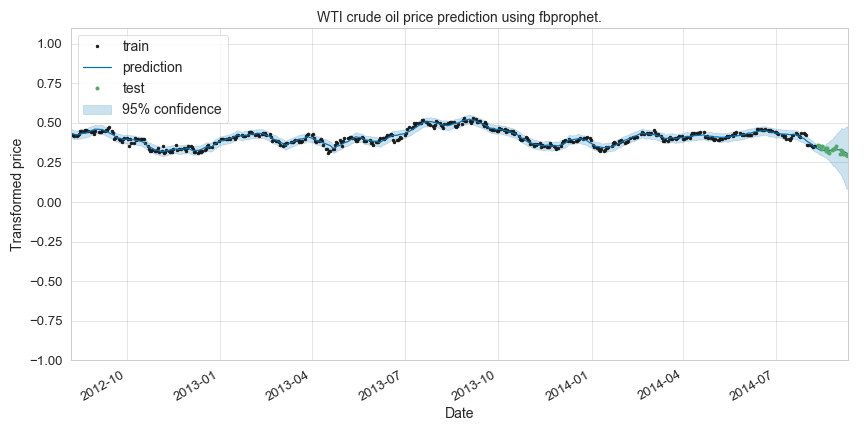 WTI crude oil price prediction using fbprophet.
train
prediction
test
95% confidence
Transformed price
1.00
0.75
0.50
0.25
0.00
−0.25
−0.50
−0.75
−1.00
2012-10
2013-01
2013-04
2013-07
2013-10
2014-01
2014-04
2014-07
Date